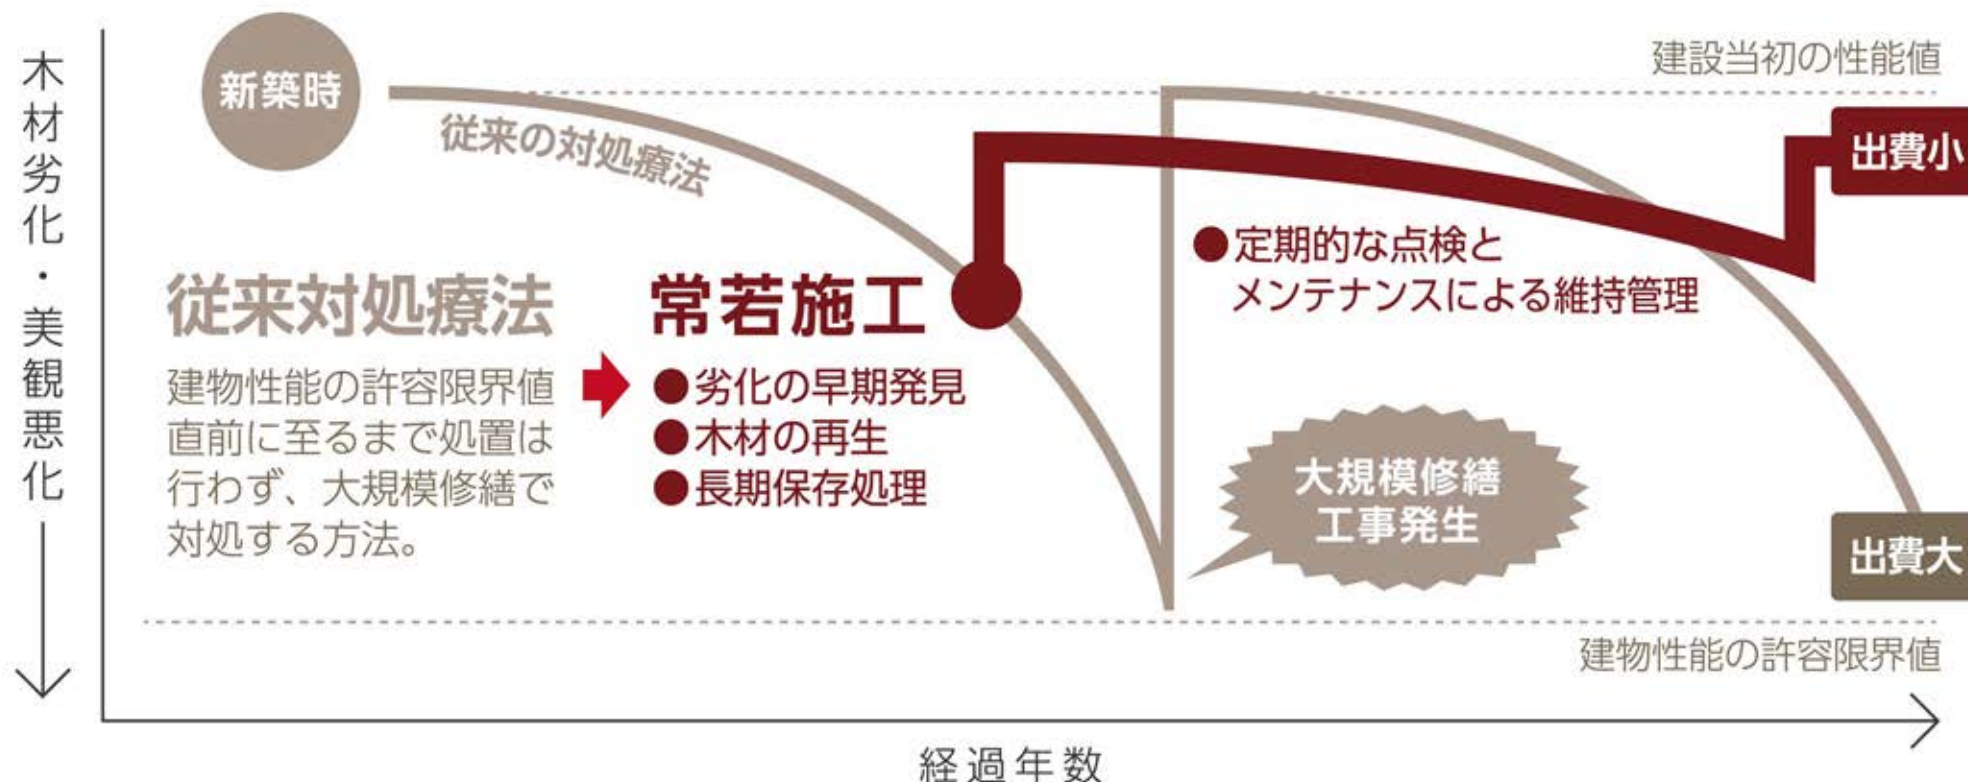 木材劣化・美観悪化
新築時
従来の対処療法
建設当初の性能値
出費小
従来対処療法
建物性能の許容限界値
直前に至るまで処置は
行わず、大規模修繕で
対処する方法。
常若施工
●劣化の早期発見
●木材の再生
●長期保存処理
●定期的な点検と
メンテナンスによる維持管理
大規模修繕
工事発生
出費大
建物性能の許容限界値
経過年数